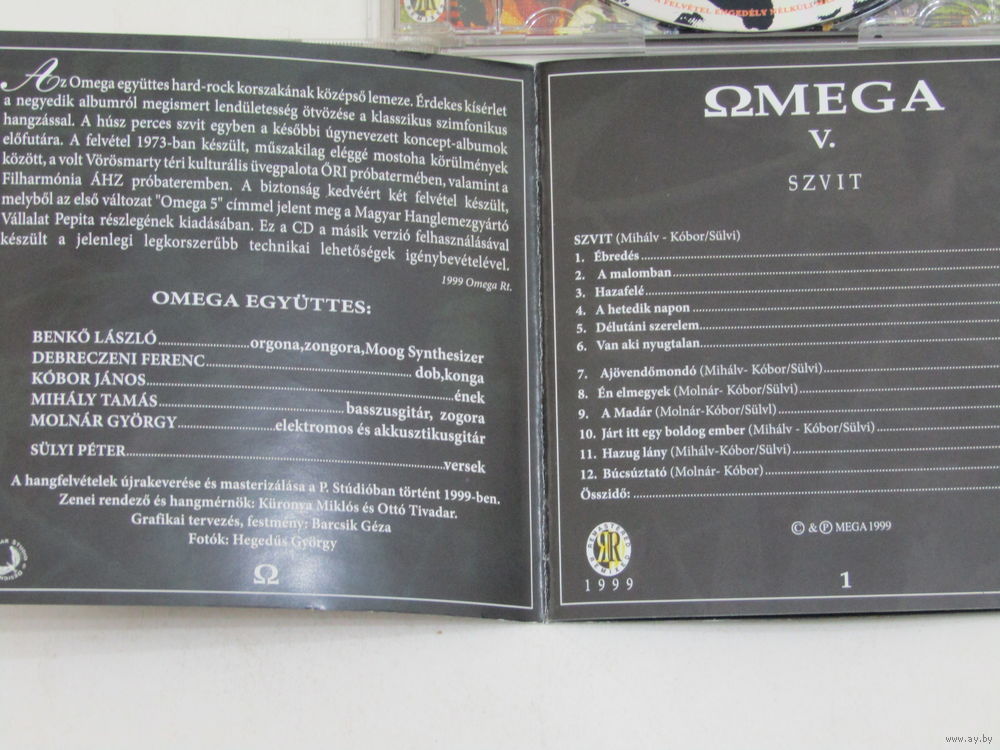 A FELVÉTEL ENGEDÉLY NÉLKÜLI
Az Omega együttes hard-rock korszakának középső lemeze. Érdekes kísérlet
a negyedik albumról megismert lendületesség ötvözése a klasszikus szimfonikus
hangzással. A húsz perces szvit egyben a későbbi úgynevezett koncept-albumok
előfutára. A felvétel 1973-ban készült, műszakilag eléggé mostoha körülmények
között, a volt Vörösmarty téri kulturális üvegpalota ŐRI próbatermében, valamint a
Filharmónia ÁHZ próbateremben. A biztonság kedvéért két felvétel készült,
melyből az első változat "Omega 5" címmel jelent meg a Magyar Hanglemezgyártó
Vállalat Pepita részlegének kiadásában. Ez a CD a másik verzió felhasználásával
készült a jelenlegi legkorszerűbb technikai lehetőségek igénybevételével.
1999 Omega Rt.
OMEGA EGYÜTTES:
BENKŐ LÁSZLÓ........................orgona,zongora,Moog Synthesizer
DEBRECZENI FERENC........................dob,konga
KÓBOR JÁNOS........................ének
MIHÁLY TAMÁS........................basszusgitár, zogora
MOLNÁR GYÖRGY........................elektromos és akkusztikusgitár
SÜLYI PÉTER........................versek
A hangfelvételek újrakeverése és masterizálása a P. Stúdióban történt 1999-ben.
Zenei rendező és hangmérnök: Küronya Miklós és Ottó Tivadar.
Grafikai tervezés, festmény: Barcsik Géza
Fotók: Hegedűs György
Ω
ΩMEGA
V.
SZVIT
SZVIT (Mihálv - Kóbor/Sülvi)
1. Ébredés........................
2. A malomban........................
3. Hazafelé........................
4. A hetedik napon........................
5. Délutáni szerelem........................
6. Van aki nyugtalan........................
7. Ajövendőmondó (Mihálv- Kóbor/Sülvi)........................
8. Én elmegyek (Molnár- Kóbor/Sülvi)........................
9. A Madár (Molnár-Kóbor/Sülvl)........................
10. Járt itt egy boldog ember (Mihálv - Kóbor/Sülvi)........................
11. Hazug lány (Mihálv-Kóbor/Sülvi)........................
12. Búcsúztató (Molnár- Kóbor)........................
Összidő:........................
© & ℗ MEGA 1999
REMASTERED
REMIXED
1999
1
www.ay.by